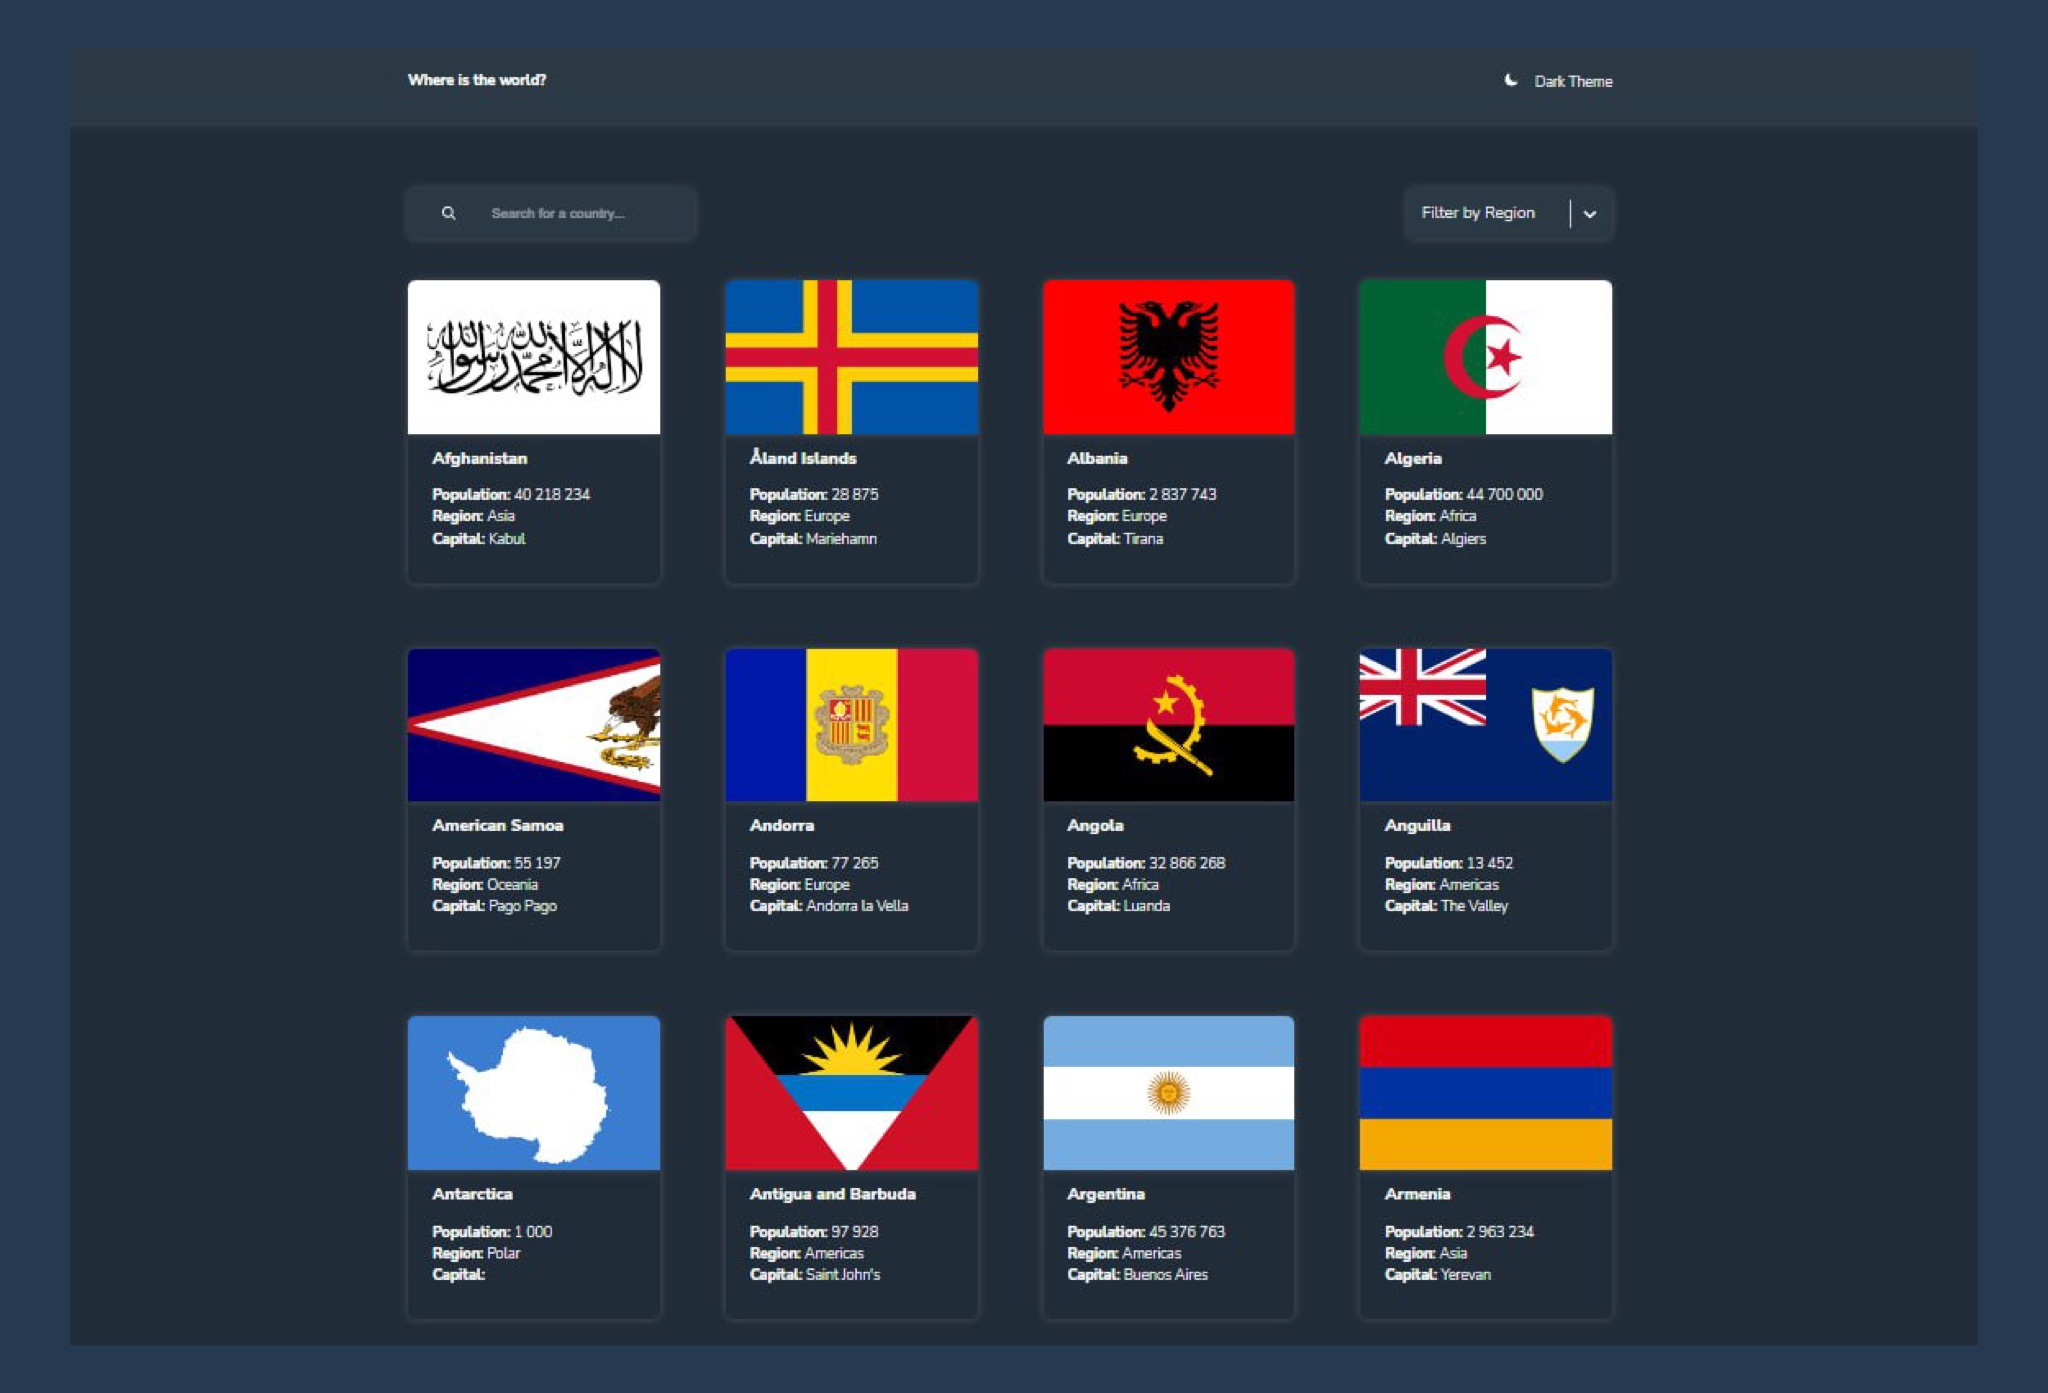 Where is the world?
Dark Theme
Search for a country...
Filter by Region
لا إله إلا الله محمد رسول الله
Afghanistan
Population: 40 218 234
Region: Asia
Capital: Kabul
Åland Islands
Population: 28 875
Region: Europe
Capital: Mariehamn
Albania
Population: 2 837 743
Region: Europe
Capital: Tirana
Algeria
Population: 44 700 000
Region: Africa
Capital: Algiers
American Samoa
Population: 55 197
Region: Oceania
Capital: Pago Pago
Andorra
Population: 77 265
Region: Europe
Capital: Andorra la Vella
Angola
Population: 32 866 268
Region: Africa
Capital: Luanda
Anguilla
Population: 13 452
Region: Americas
Capital: The Valley
Antarctica
Population: 1 000
Region: Polar
Capital:
Antigua and Barbuda
Population: 97 928
Region: Americas
Capital: Saint John's
Argentina
Population: 45 376 763
Region: Americas
Capital: Buenos Aires
Armenia
Population: 2 963 234
Region: Asia
Capital: Yerevan